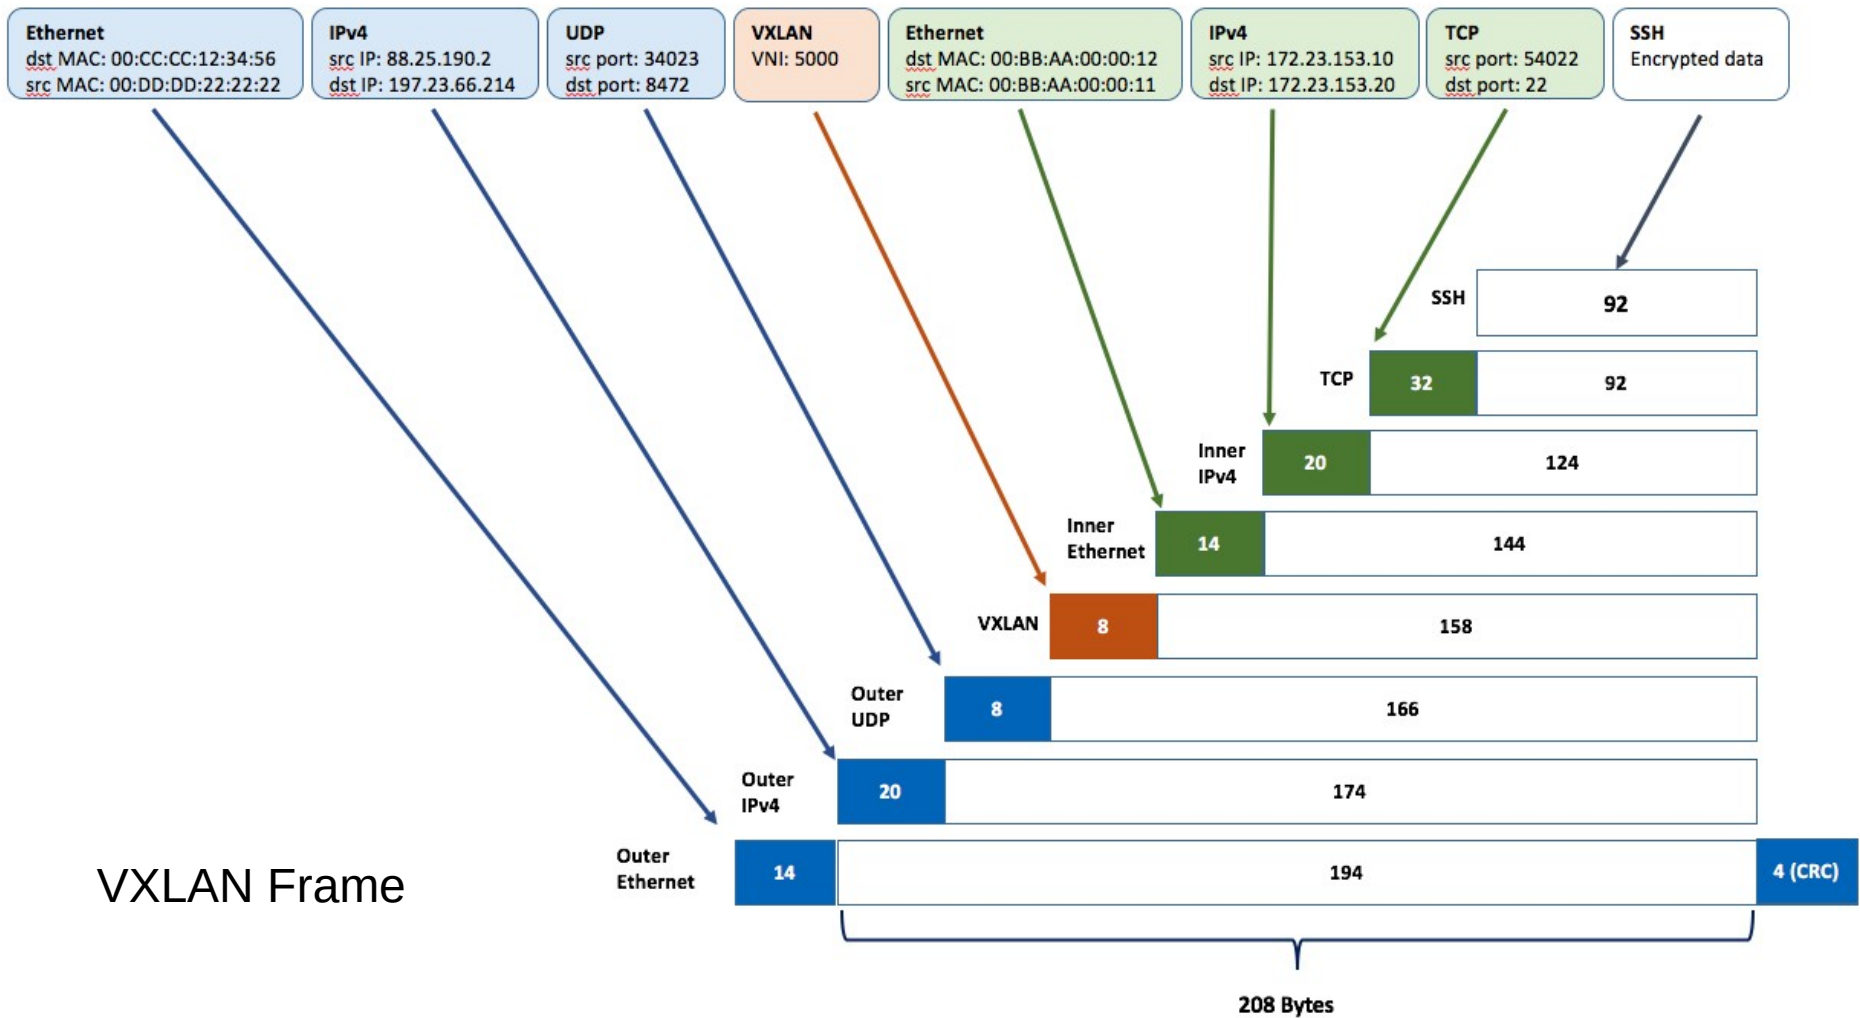 Ethernet
dst MAC: 00:CC:CC:12:34:56
src MAC: 00:DD:DD:22:22:22
IPv4
src IP: 88.25.190.2
dst IP: 197.23.66.214
UDP
src port: 34023
dst port: 8472
VXLAN
VNI: 5000
Ethernet
dst MAC: 00:BB:AA:00:00:12
src MAC: 00:BB:AA:00:00:11
IPv4
src IP: 172.23.153.10
dst IP: 172.23.153.20
TCP
src port: 54022
dst port: 22
SSH
Encrypted data
SSH
92
TCP
32
92
Inner
IPv4
20
124
Inner
Ethernet
14
144
VXLAN
8
158
Outer
UDP
8
166
Outer
IPv4
20
174
Outer
Ethernet
14
194
4 (CRC)
VXLAN Frame
208 Bytes